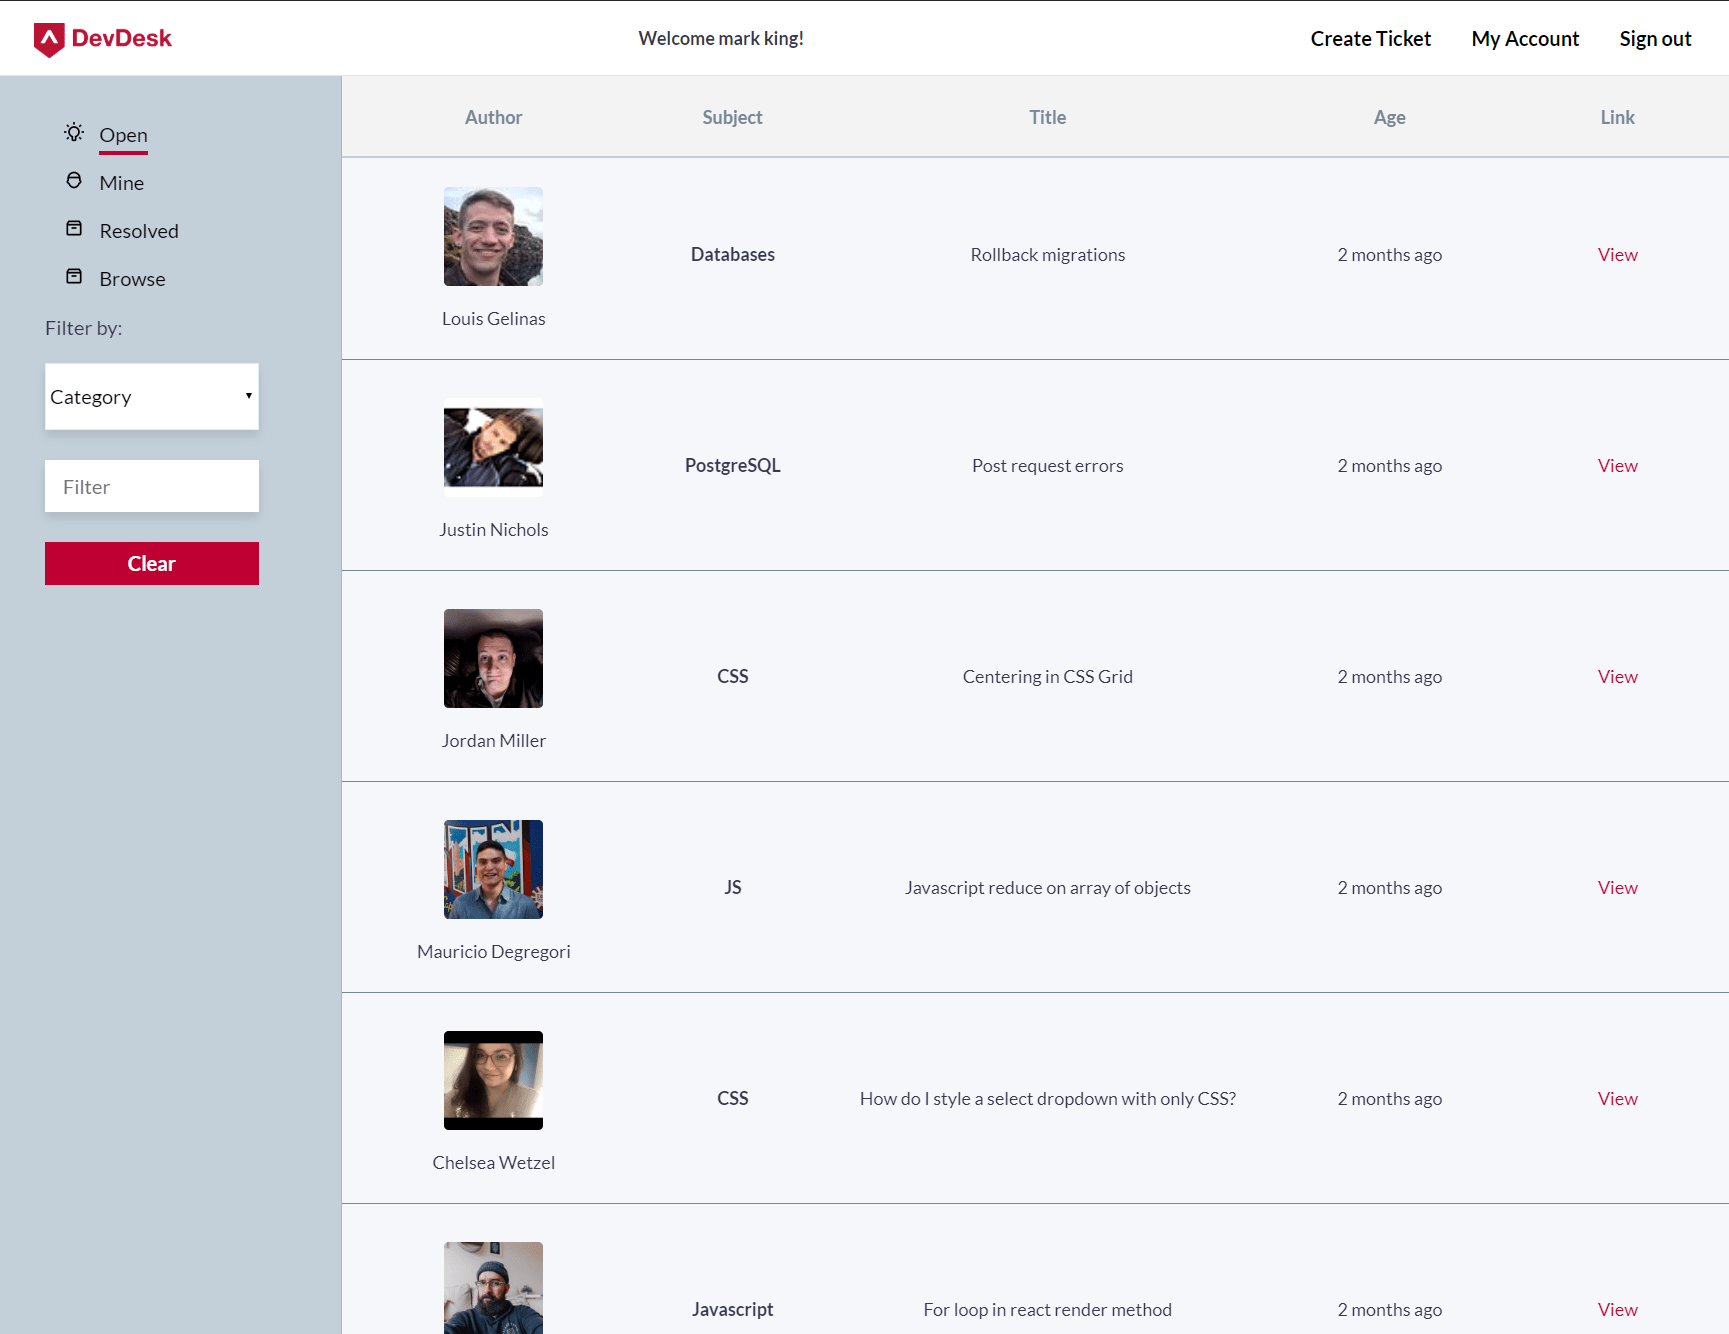 DevDesk
Welcome mark king!
Create Ticket
My Account
Sign out
Open
Mine
Resolved
Browse
Filter by:
Category
Filter
Clear
Author Subject Title Age Link
Databases Rollback migrations 2 months ago View
Louis Gelinas
PostgreSQL Post request errors 2 months ago View
Justin Nichols
CSS Centering in CSS Grid 2 months ago View
Jordan Miller
JS Javascript reduce on array of objects 2 months ago View
Mauricio Degregori
CSS How do I style a select dropdown with only CSS? 2 months ago View
Chelsea Wetzel
Javascript For loop in react render method 2 months ago View